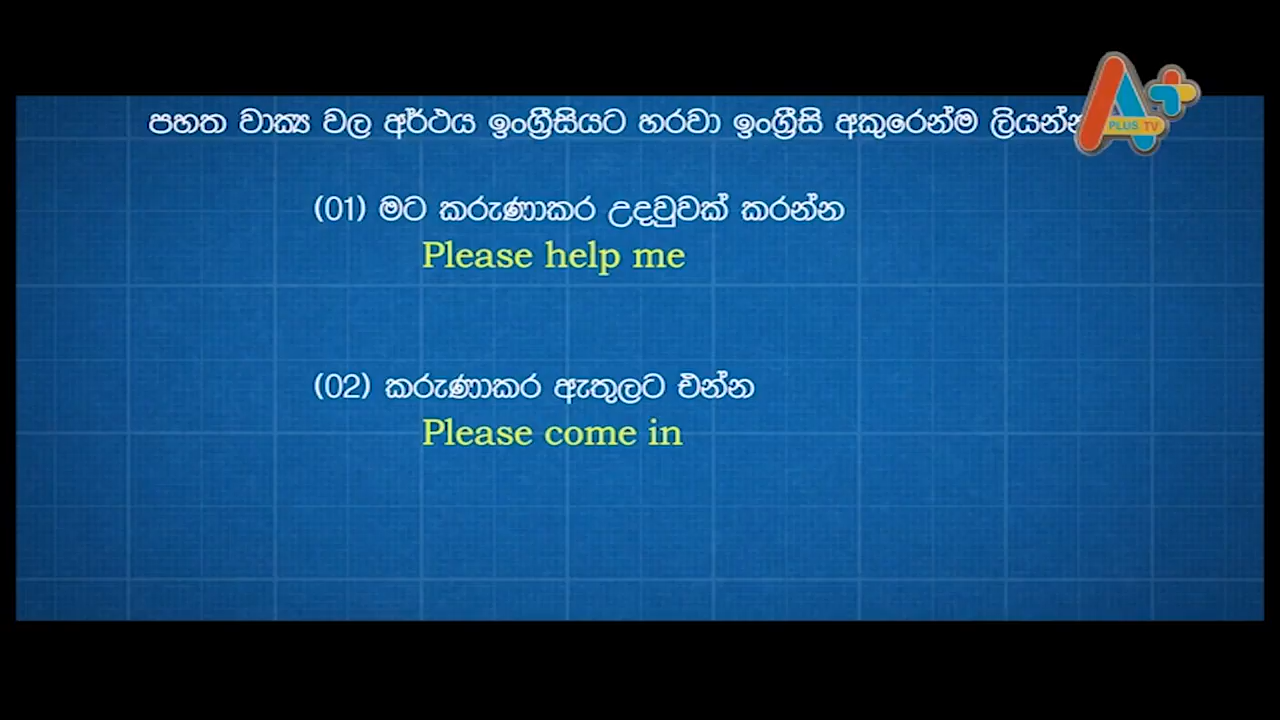 පහත වාක්‍ය වල අර්ථය ඉංග්‍රීසියට හරවා ඉංග්‍රීසි අකුරෙන්ම ලියන්න
(01) මට කරුණාකර උදවුවක් කරන්න
Please help me
(02) කරුණාකර ඇතුලට එන්න
Please come in
A+
PLUS TV